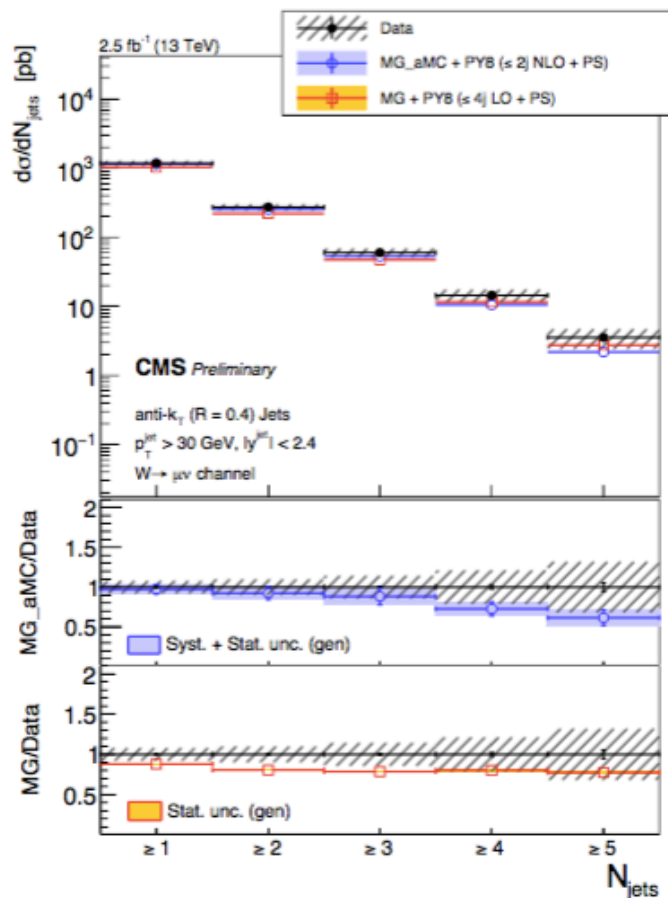 2.5 fb⁻¹ (13 TeV)
Data
MG_aMC + PY8 (≤ 2j NLO + PS)
MG + PY8 (≤ 4j LO + PS)
dσ/dN_jets [pb]
10⁴
10³
10²
10
1
10⁻¹
CMS Preliminary
anti-k_T (R = 0.4) Jets
p_T^jet > 30 GeV, |y^jet| < 2.4
W→ μν channel
MG_aMC/Data
2
1.5
1
0.5
Syst. + Stat. unc. (gen)
MG/Data
2
1.5
1
0.5
Stat. unc. (gen)
≥ 1 ≥ 2 ≥ 3 ≥ 4 ≥ 5
N_jets